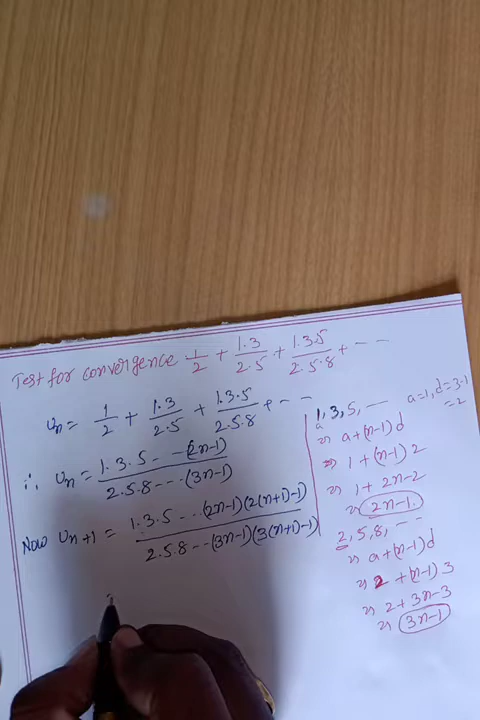 Test for convergence 1/2 + 1.3/2.5 + 1.3.5/2.5.8 + - -
un = 1/2 + 1.3/2.5 + 1.3.5/2.5.8 + - -
∴ Un = 1.3.5 - - (2n-1) / 2.5.8 - - . (3n-1)
Now Un+1 = 1.3.5 . . (2n-1)(2(n+1)-1) / 2.5.8 - - (3n-1)(3(n+1)-1)
1, 3, 5, - - a=1, d=3-1
=2
a
⇒ a+(n-1)d
⇒ 1+(n-1)2
⇒ 1+2n-2
⇒ 2n-1.
2, 5, 8, - -
⇒ a+(n-1)d
⇒ 2+(n-1)3
⇒ 2+3n-3
⇒ 3n-1